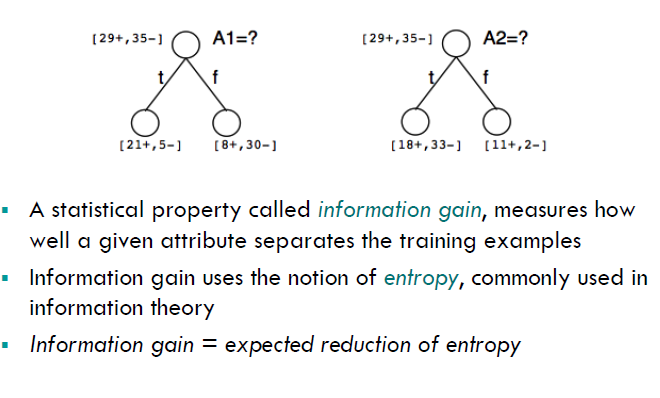 [29+,35-] A1=? [29+,35-] A2=?
t f t f
[21+,5-] [8+,30-] [18+,33-] [11+,2-]
▪ A statistical property called information gain, measures how
well a given attribute separates the training examples
▪ Information gain uses the notion of entropy, commonly used in
information theory
▪ Information gain = expected reduction of entropy